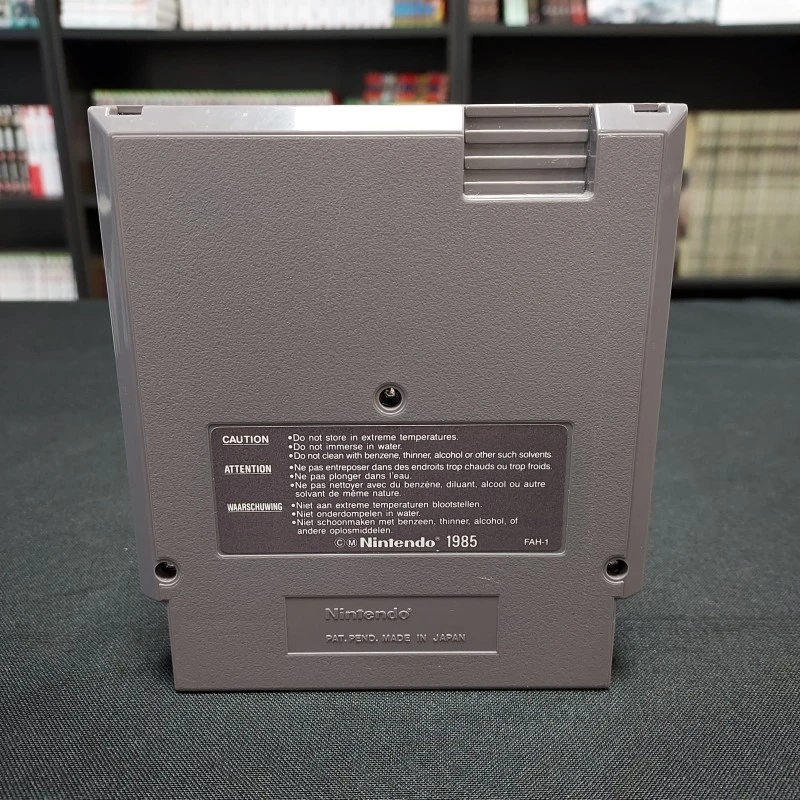 CAUTION •Do not store in extreme temperatures.
•Do not immerse in water.
•Do not clean with benzene, thinner, alcohol or other such solvents.
ATTENTION •Ne pas entreposer dans des endroits trop chauds ou trop froids.
•Ne pas plonger dans l'eau.
•Ne pas nettoyer avec du benzéne, diluant, alcool ou autre
solvant de même nature.
WAARSCHUWING •Niet aan extreme temperaturen blootstellen.
•Niet onderdompelen in water.
•Niet schoonmaken met benzeen, thinner, alcohol, of
andere oplosmiddelen.
ⒸⓂ Nintendo® 1985 FAH-1
Nintendo®
PAT. PEND. MADE IN JAPAN